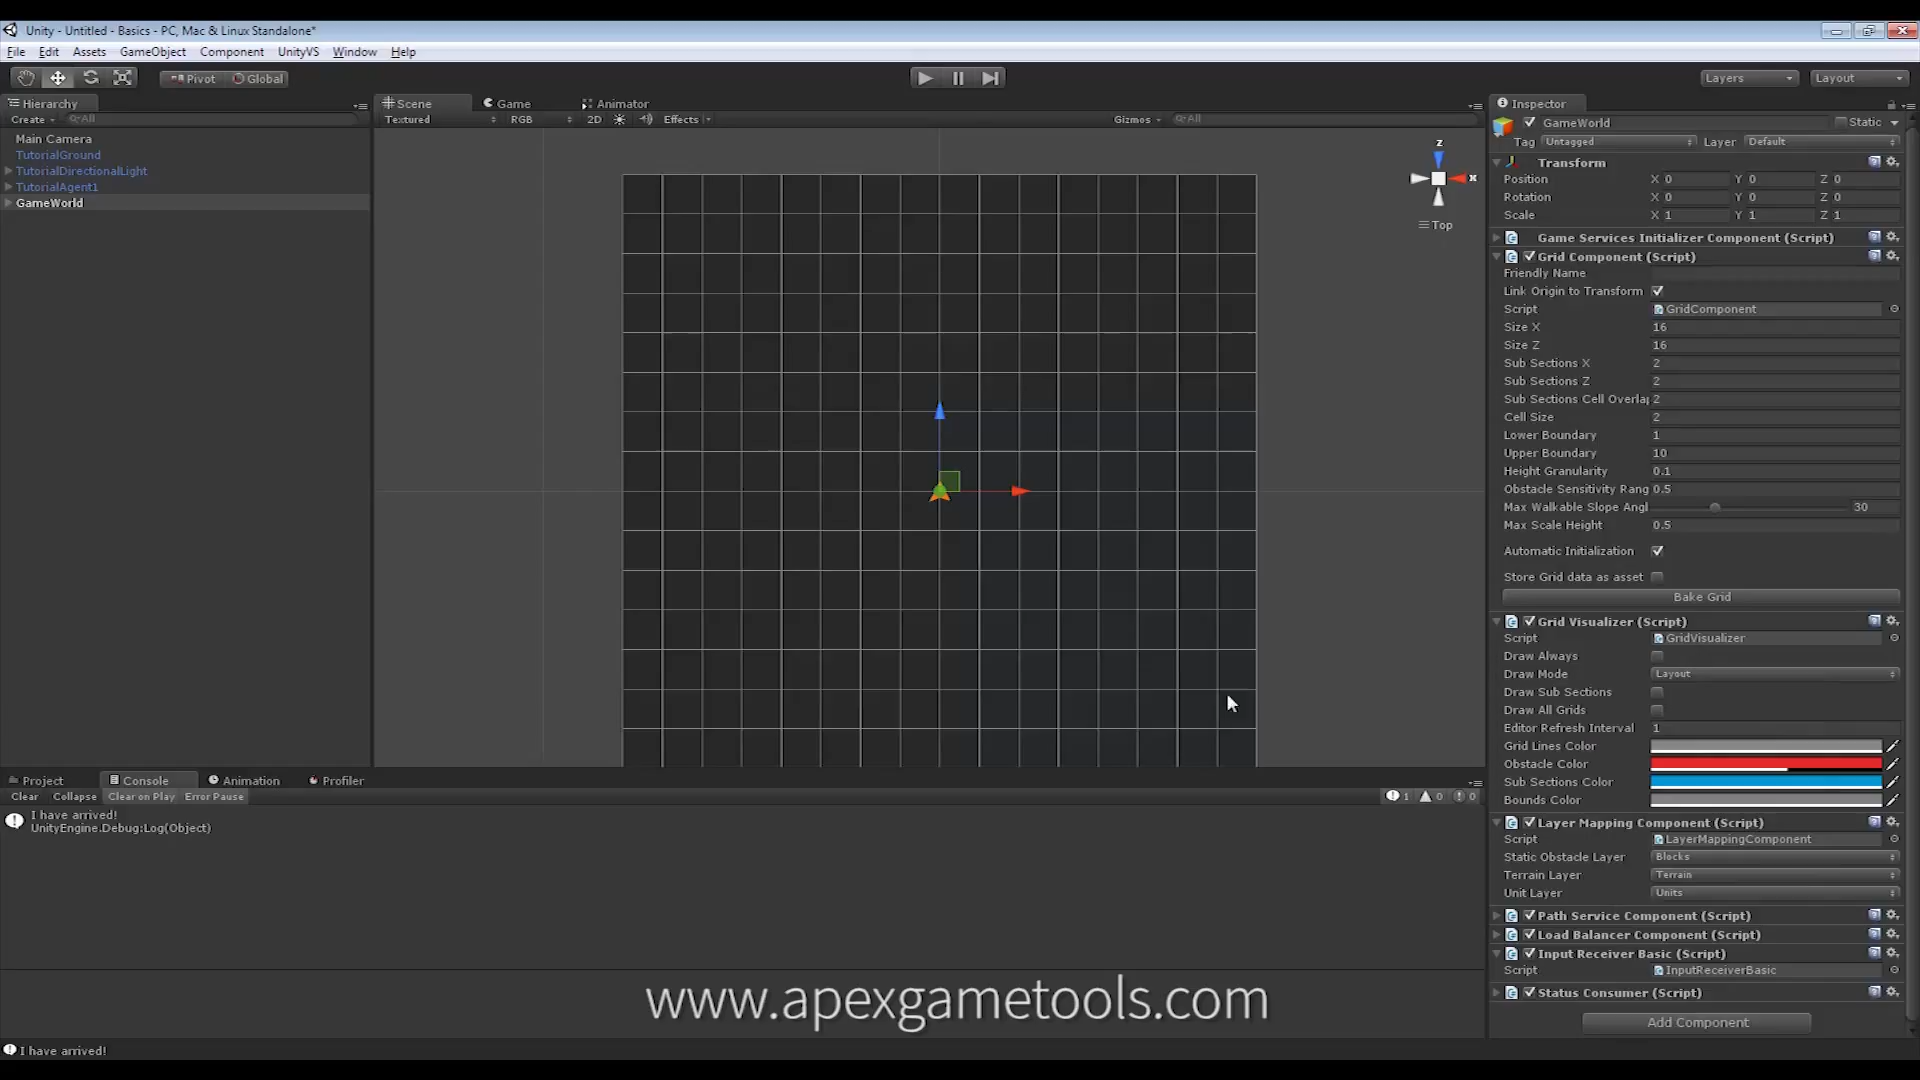 Unity - Untitled - Basics - PC, Mac & Linux Standalone*
File Edit Assets GameObject Component UnityVS Window Help
Pivot Global Layers Layout
Hierarchy
Create All
Main Camera
TutorialGround
TutorialDirectionalLight
TutorialAgent1
GameWorld
Scene Game Animator
Textured RGB 2D Effects Gizmos All
z
x
Top
Inspector
GameWorld Static
Tag Untagged Layer Default
Transform
Position X 0 Y 0 Z 0
Rotation X 0 Y 0 Z 0
Scale X 1 Y 1 Z 1
Game Services Initializer Component (Script)
Grid Component (Script)
Friendly Name
Link Origin to Transform
Script GridComponent
Size X 16
Size Z 16
Sub Sections X 2
Sub Sections Z 2
Sub Sections Cell Overlap 2
Cell Size 2
Lower Boundary 1
Upper Boundary 10
Height Granularity 0.1
Obstacle Sensitivity Rang 0.5
Max Walkable Slope Angl 30
Max Scale Height 0.5
Automatic Initialization
Store Grid data as asset
Bake Grid
Grid Visualizer (Script)
Script GridVisualizer
Draw Always
Draw Mode Layout
Draw Sub Sections
Draw All Grids
Editor Refresh Interval 1
Grid Lines Color
Obstacle Color
Sub Sections Color
Bounds Color
Layer Mapping Component (Script)
Script LayerMappingComponent
Static Obstacle Layer Blocks
Terrain Layer Terrain
Unit Layer Units
Path Service Component (Script)
Load Balancer Component (Script)
Input Receiver Basic (Script)
Script InputReceiverBasic
Status Consumer (Script)
Add Component
Project Console Animation Profiler
Clear Collapse Clear on Play Error Pause 1 0 0
I have arrived!
UnityEngine.Debug:Log(Object)
www.apexgametools.com
I have arrived!